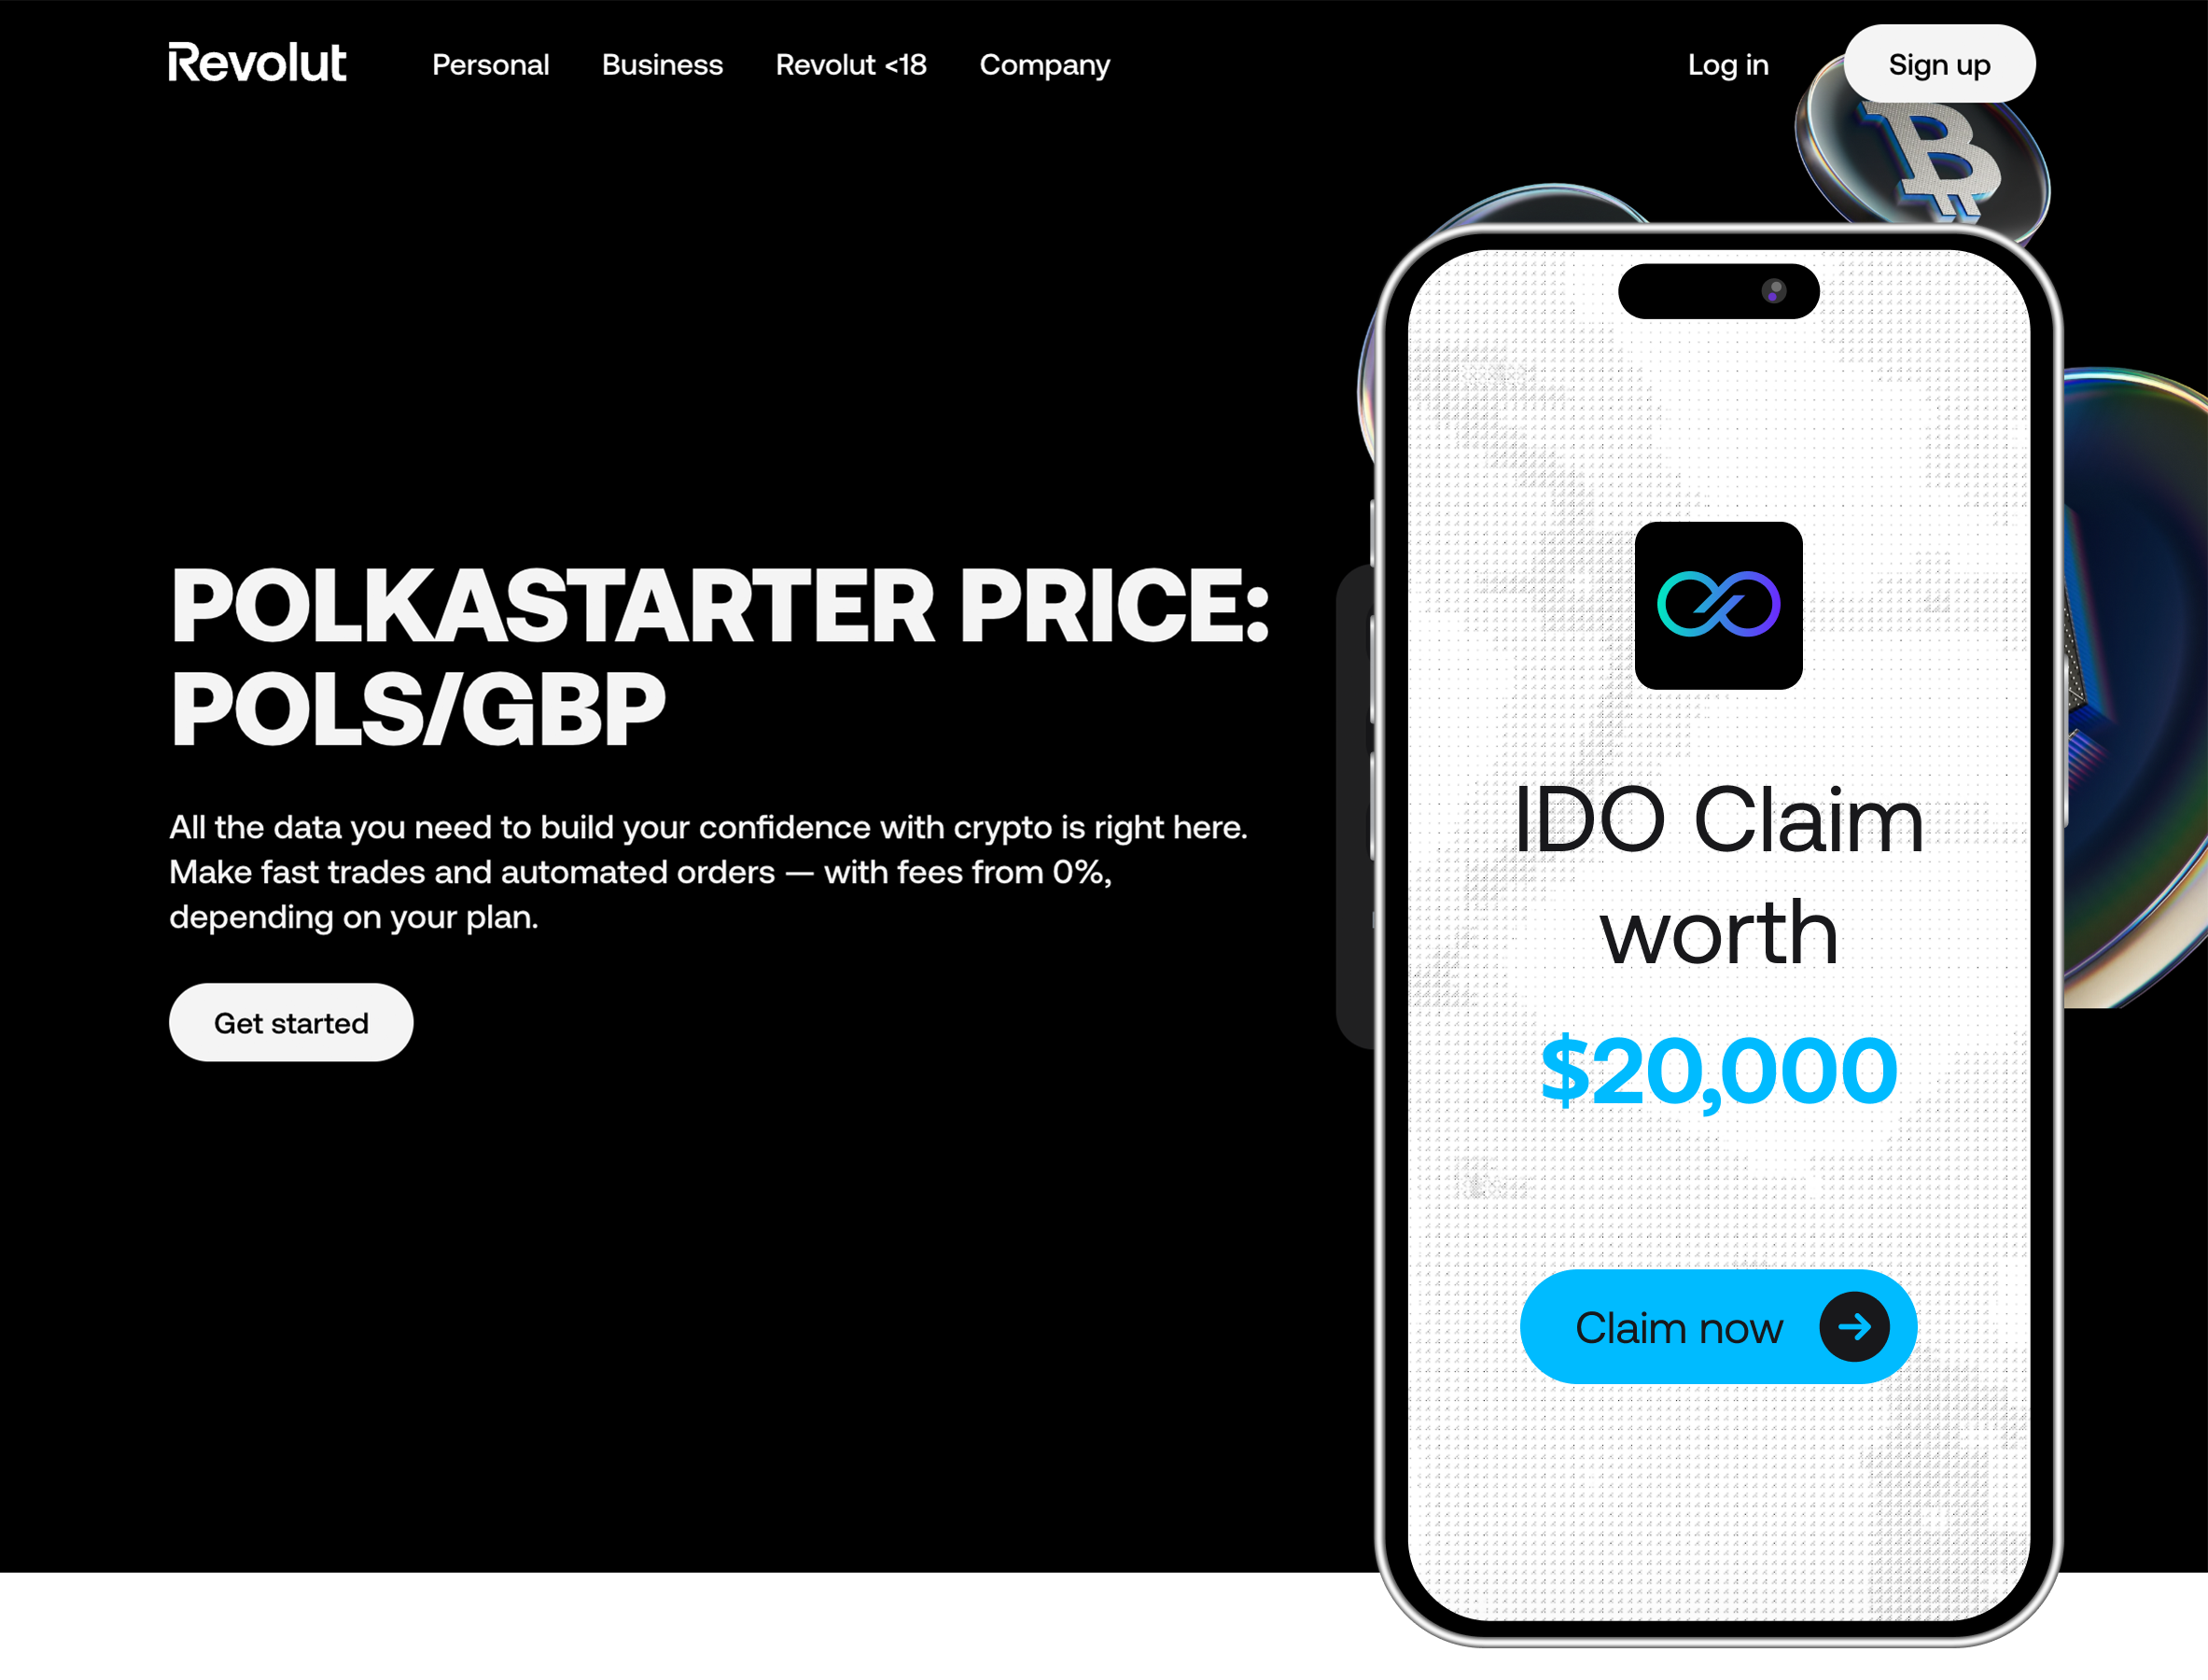 Revolut
Personal
Business
Revolut <18
Company
Log in
Sign up
POLKASTARTER PRICE:
POLS/GBP
All the data you need to build your confidence with crypto is right here.
Make fast trades and automated orders — with fees from 0%,
depending on your plan.
Get started
IDO Claim
worth
$20,000
Claim now